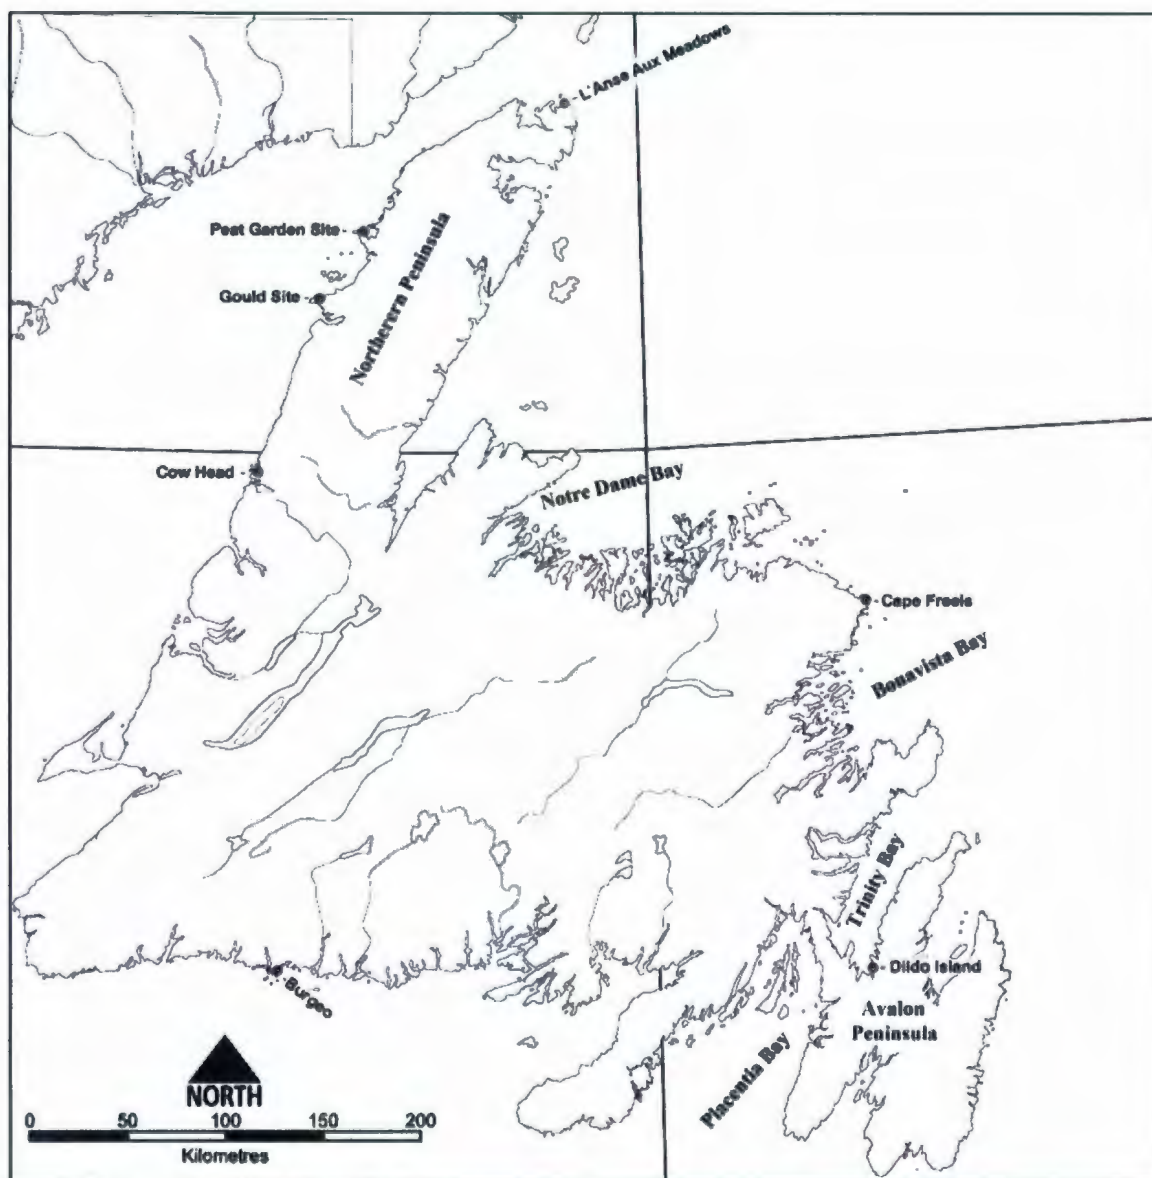 L'Anse Aux Meadows
Peat Garden Site
Gould Site
Northerern Peninsula
Cow Head
Notre Dame Bay
Cape Freels
Bonavista Bay
Trinity Bay
Dildo Island
Avalon
Peninsula
Placentia Bay
Burgeo
NORTH
0 50 100 150 200
Kilometres